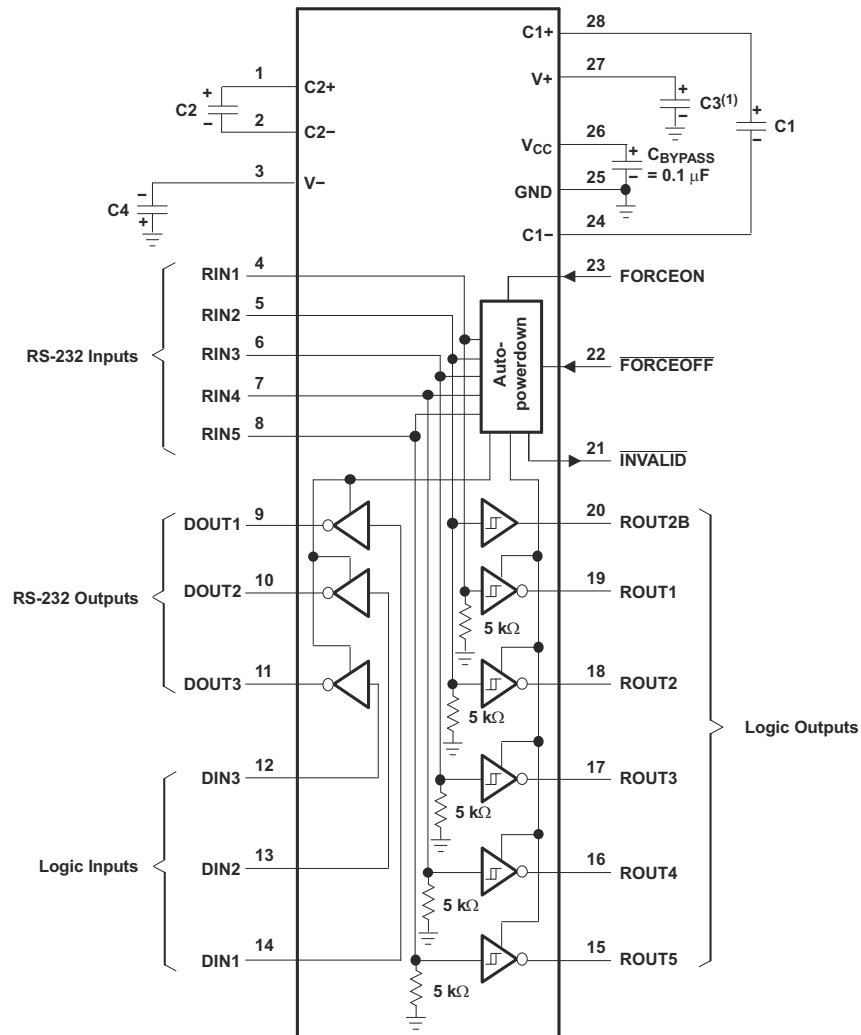 28
C1+
27
V+
1
C2+
C2
+
−
2
C2−
+
−
C3(1)
+
−
C1
26
VCC
+
−
CBYPASS
= 0.1 μF
25
GND
3
V−
−
C4
+
24
C1−
RIN1 4
23 FORCEON
RIN2 5
RIN3 6
RS-232 Inputs
22 FORCEOFF
RIN4 7
RIN5 8
Auto-
powerdown
21 INVALID
DOUT1 9
20 ROUT2B
DOUT2 10
19 ROUT1
RS-232 Outputs
5 kΩ
DOUT3 11
18 ROUT2
5 kΩ
Logic Outputs
DIN3 12
17 ROUT3
5 kΩ
Logic Inputs
DIN2 13
16 ROUT4
5 kΩ
DIN1 14
15 ROUT5
5 kΩ